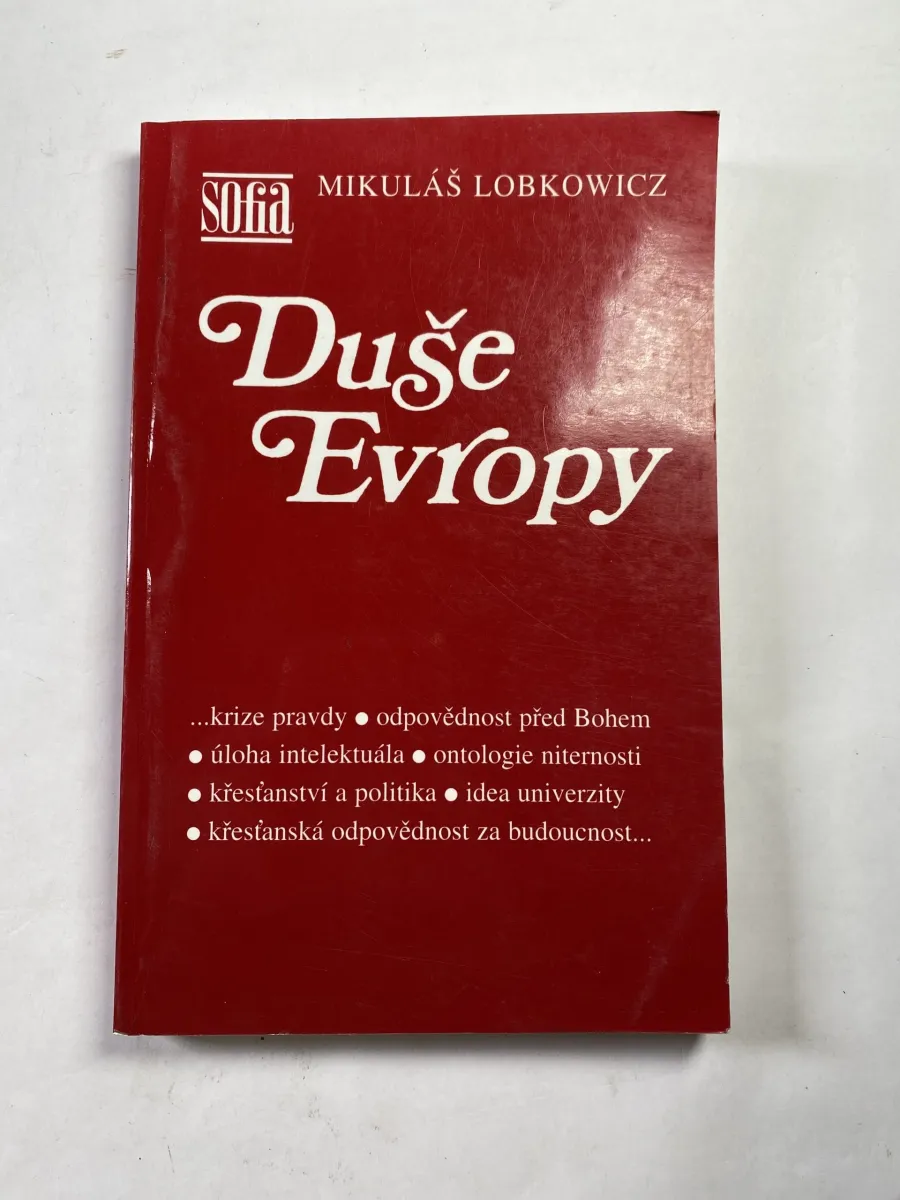 sofia
MIKULÁŠ LOBKOWICZ
Duše
Evropy
...krize pravdy ● odpovědnost před Bohem
● úloha intelektuála ● ontologie niternosti
● křesťanství a politika ● idea univerzity
● křesťanská odpovědnost za budoucnost...